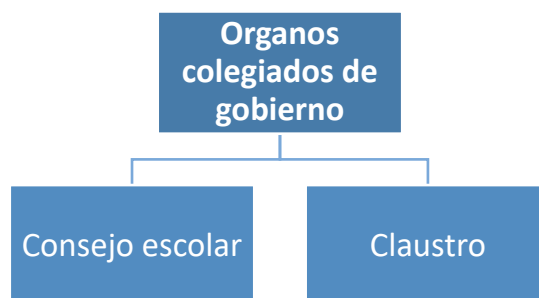 Organos
colegiados de
gobierno
Consejo escolar
Claustro